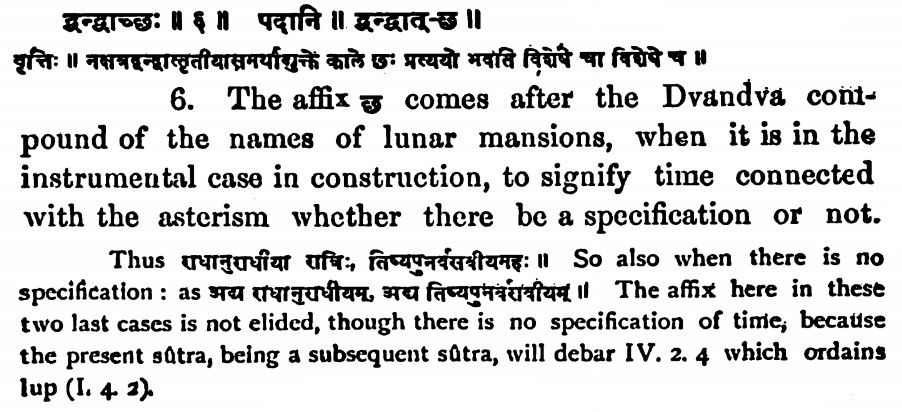 द्वन्द्वाच्छः ॥ ६ ॥ पदानि ॥ द्वन्द्वात्-छ ॥
वृत्तिः ॥ नक्षत्रद्वन्द्वात्तृतीयासमर्थाद्युक्ते काले छः प्रत्ययो भवति विशेषे चा विशेषे च ॥
6. The affix छ comes after the Dvandva com-
pound of the names of lunar mansions, when it is in the
instrumental case in construction, to signify time connected
with the asterism whether there be a specification or not.
Thus राधानुराधीया रात्रिः, तिष्यपुनर्वसवीयमहः ॥ So also when there is no
specification : as अद्य राधानुराधीयम्, अद्य ॥ The affix here in these
two last cases is not elided, though there is no specification of time, because
the present sûtra, being a subsequent sûtra, will debar IV. 2. 4 which ordains
lup (I. 4. 2).